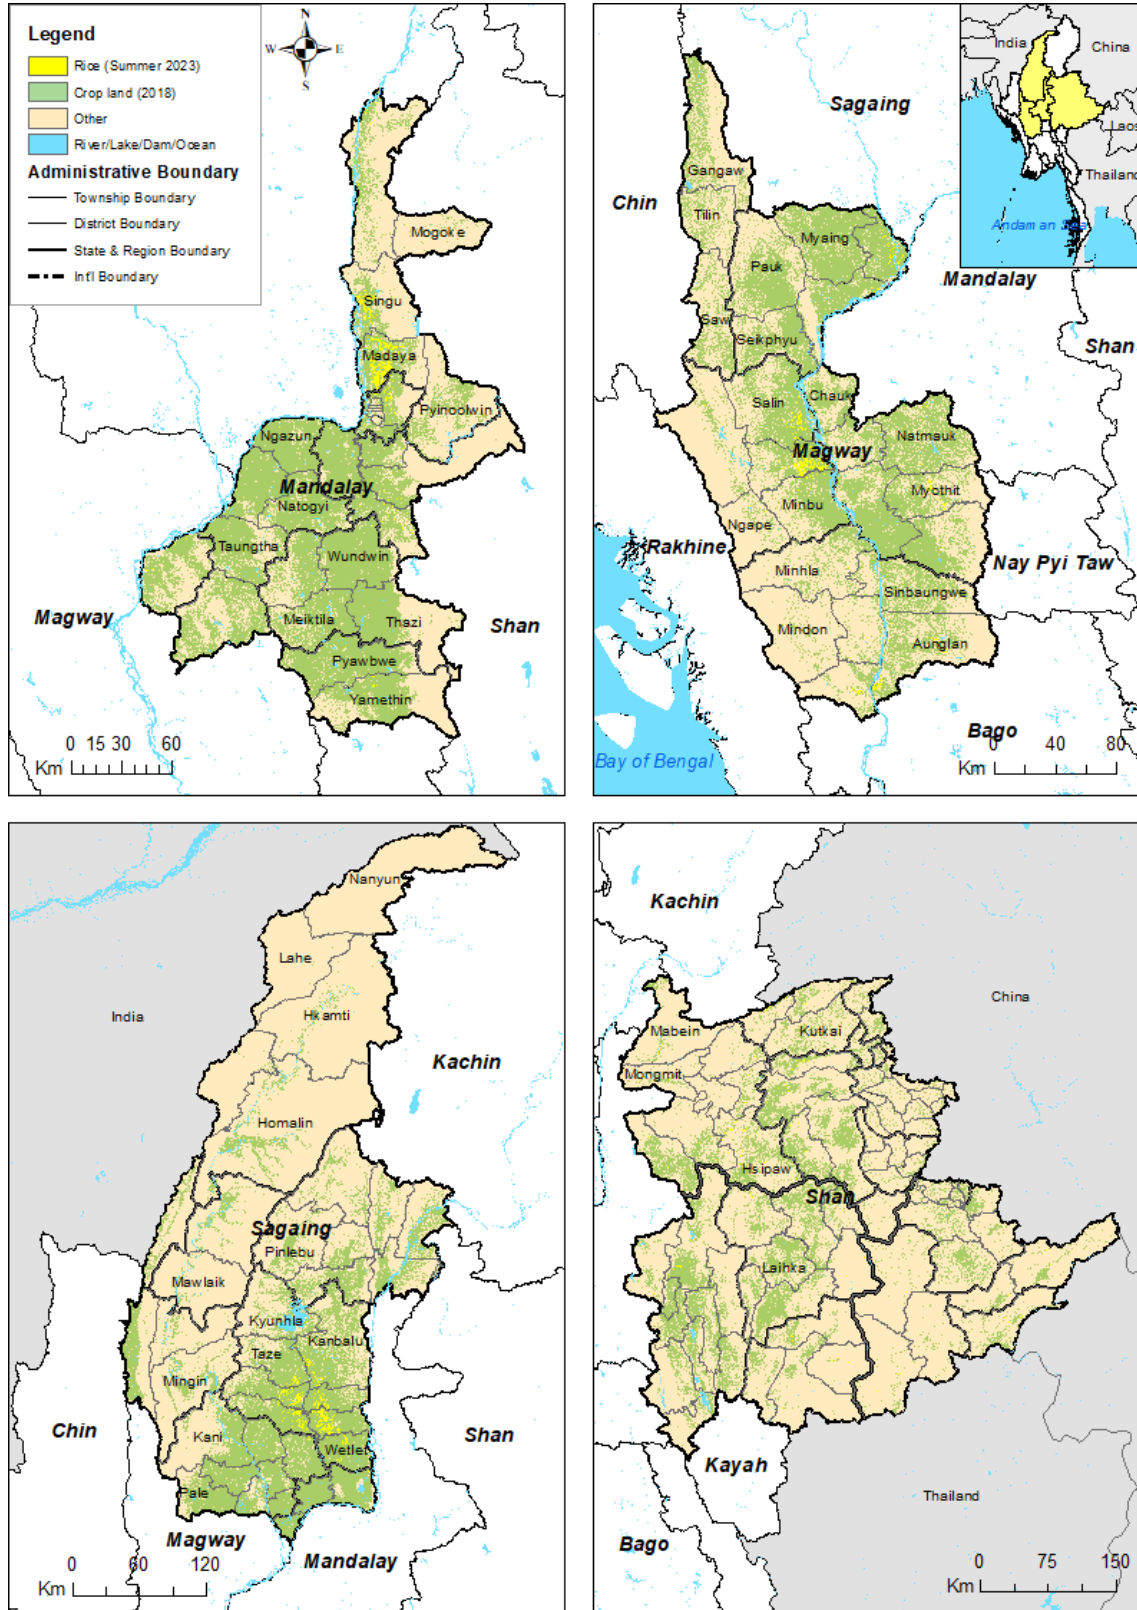 Legend
Rice (Summer 2023)
Crop land (2018)
Other
River/Lake/Dam/Ocean
Administrative Boundary
Township Boundary
District Boundary
State & Region Boundary
Int'l Boundary
N
W E
S
Mogoke
Singu
Madaya
Pyinoolwin
Ngazun
Mandalay
Natogyi
Taungtha
Wundwin
Magway
Meiktila
Thazi
Shan
Pyawbwe
Yamethin
0 15 30 60
Km
India
China
Laos
Thailand
Andaman Sea
Sagaing
Gangaw
Chin
Tilin
Myaing
Pauk
Mandalay
Saw
Seikphyu
Shan
Salin
Chauk
Natmauk
Magway
Myothit
Minbu
Ngape
Rakhine
Nay Pyi Taw
Minhla
Sinbaungwe
Mindon
Aunglan
Bago
Bay of Bengal
0 40 80
Km
Nanyun
Lahe
India
Hkamti
Kachin
Homalin
Sagaing
Pinlebu
Mawlaik
Kyunhla
Kanbalu
Taze
Mingin
Chin
Kani
Shan
Wetlet
Pale
Magway
Mandalay
0 60 120
Km
Kachin
China
Mabein
Kutkai
Mongmit
Hsipaw
Shan
Laihka
Kayah
Thailand
Bago
0 75 150
Km